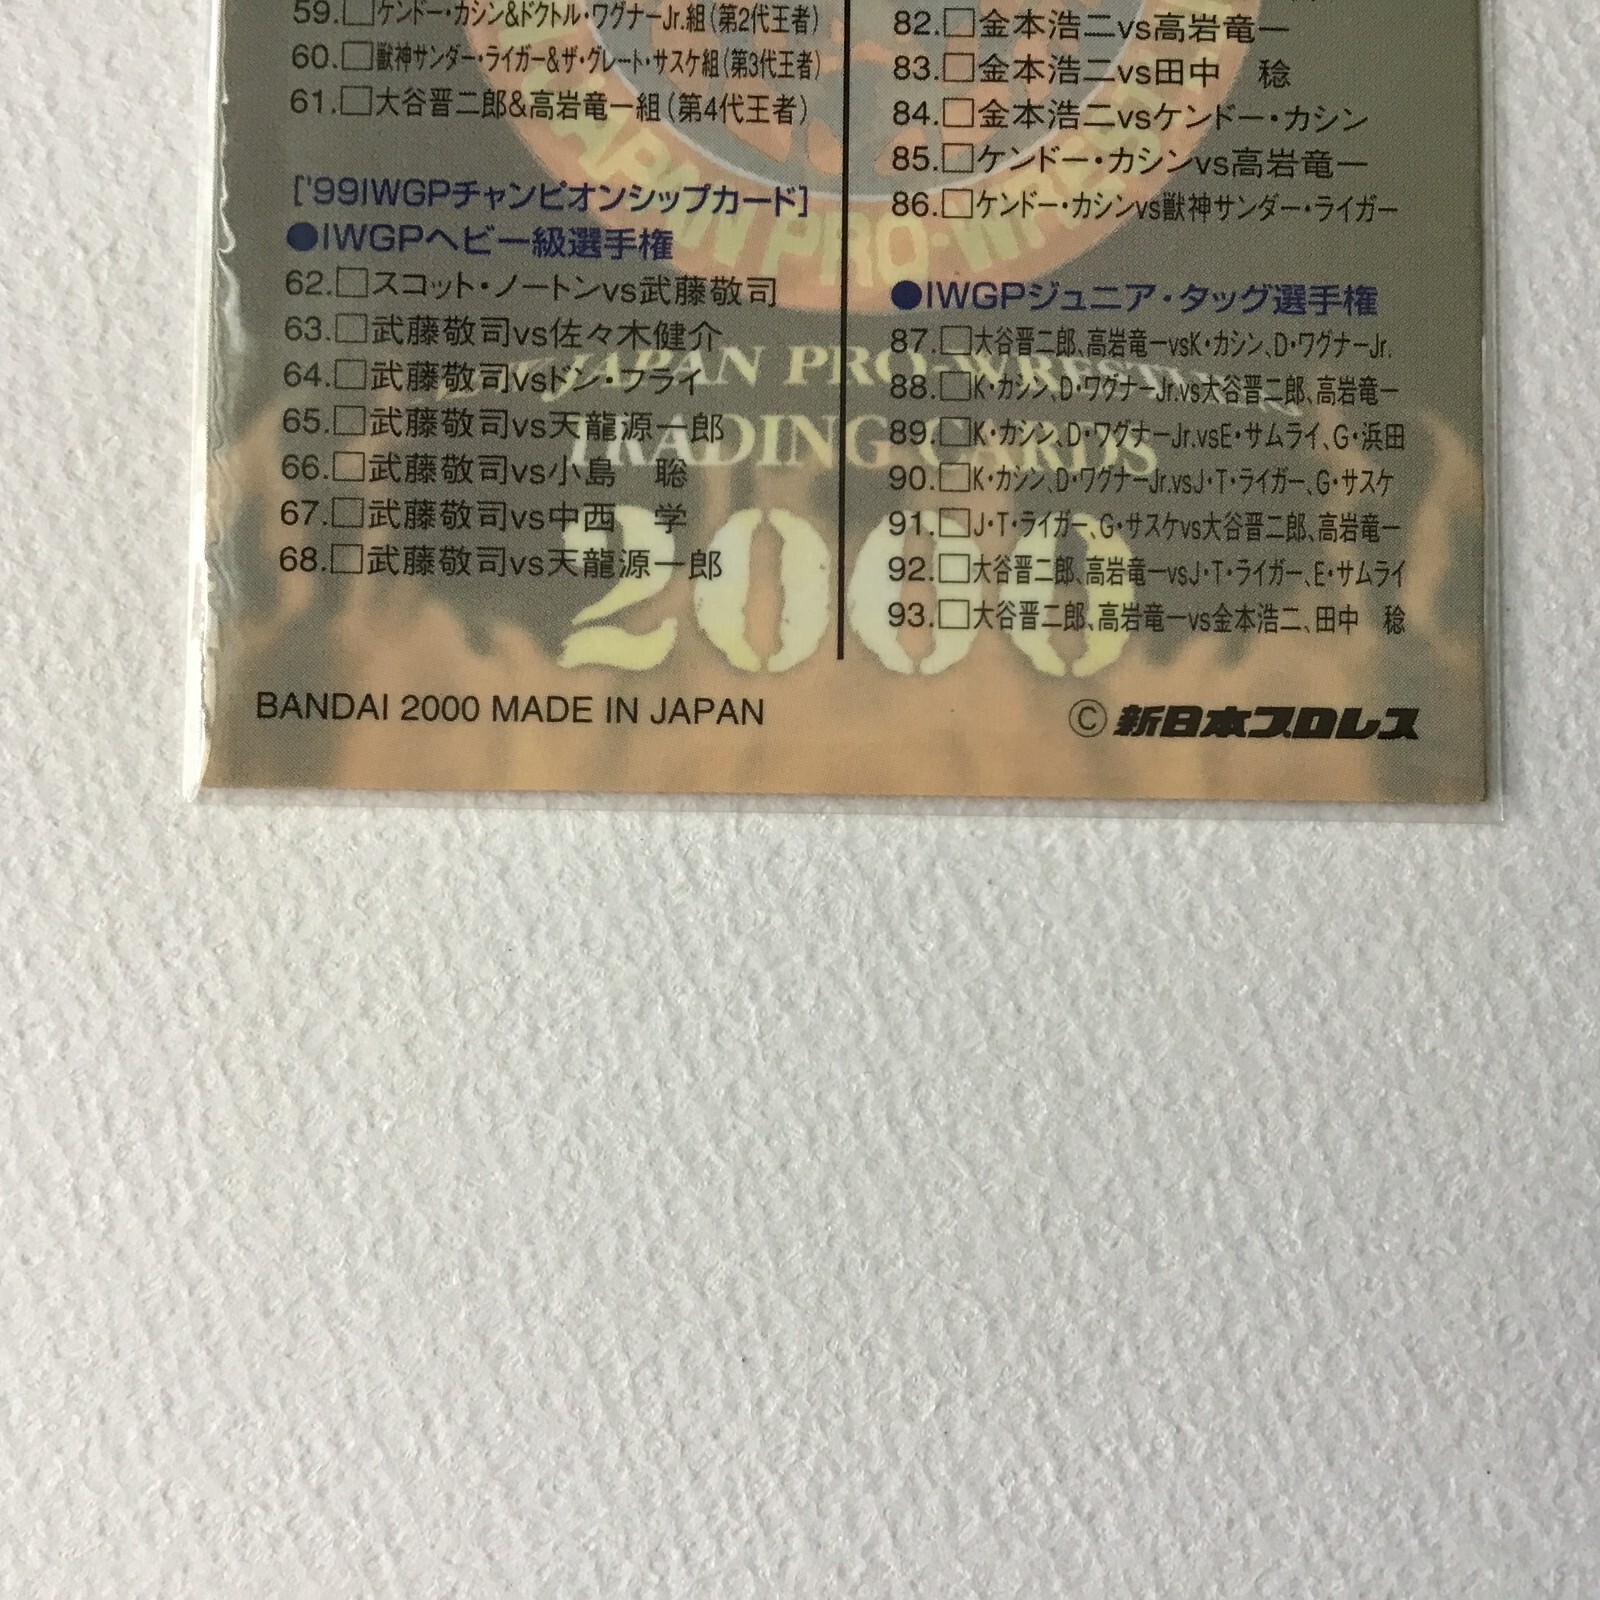 59.□ケンドー・カシン&ドクトル・ワグナーJr.組(第2代王者)
60.□獣神サンダー・ライガー&ザ・グレート・サスケ組(第3代王者)
61.□大谷晋二郎&高岩竜一組(第4代王者)
['99IWGPチャンピオンシップカード]
●IWGPヘビー級選手権
62.□スコット・ノートンvs武藤敬司
63.□武藤敬司vs佐々木健介
64.□武藤敬司vsドン・フライ
65.□武藤敬司vs天龍源一郎
66.□武藤敬司vs小島　聡
67.□武藤敬司vs中西　学
68.□武藤敬司vs天龍源一郎
82.□金本浩二vs高岩竜一
83.□金本浩二vs田中　稔
84.□金本浩二vsケンドー・カシン
85.□ケンドー・カシンvs高岩竜一
86.□ケンドー・カシンvs獣神サンダー・ライガー
●IWGPジュニア・タッグ選手権
87.□大谷晋二郎、高岩竜一vsK・カシン、D・ワグナーJr.
88.□K・カシン、D・ワグナーJr.vs大谷晋二郎、高岩竜一
89.□K・カシン、D・ワグナーJr.vsE・サムライ、G・浜田
90.□K・カシン、D・ワグナーJr.vsJ・T・ライガー、G・サスケ
91.□J・T・ライガー、G・サスケvs大谷晋二郎、高岩竜一
92.□大谷晋二郎、高岩竜一vsJ・T・ライガー、E・サムライ
93.□大谷晋二郎、高岩竜一vs金本浩二、田中　稔
JAPAN PRO-WRESTLING
TRADING CARDS
2000
BANDAI 2000 MADE IN JAPAN
©新日本プロレス